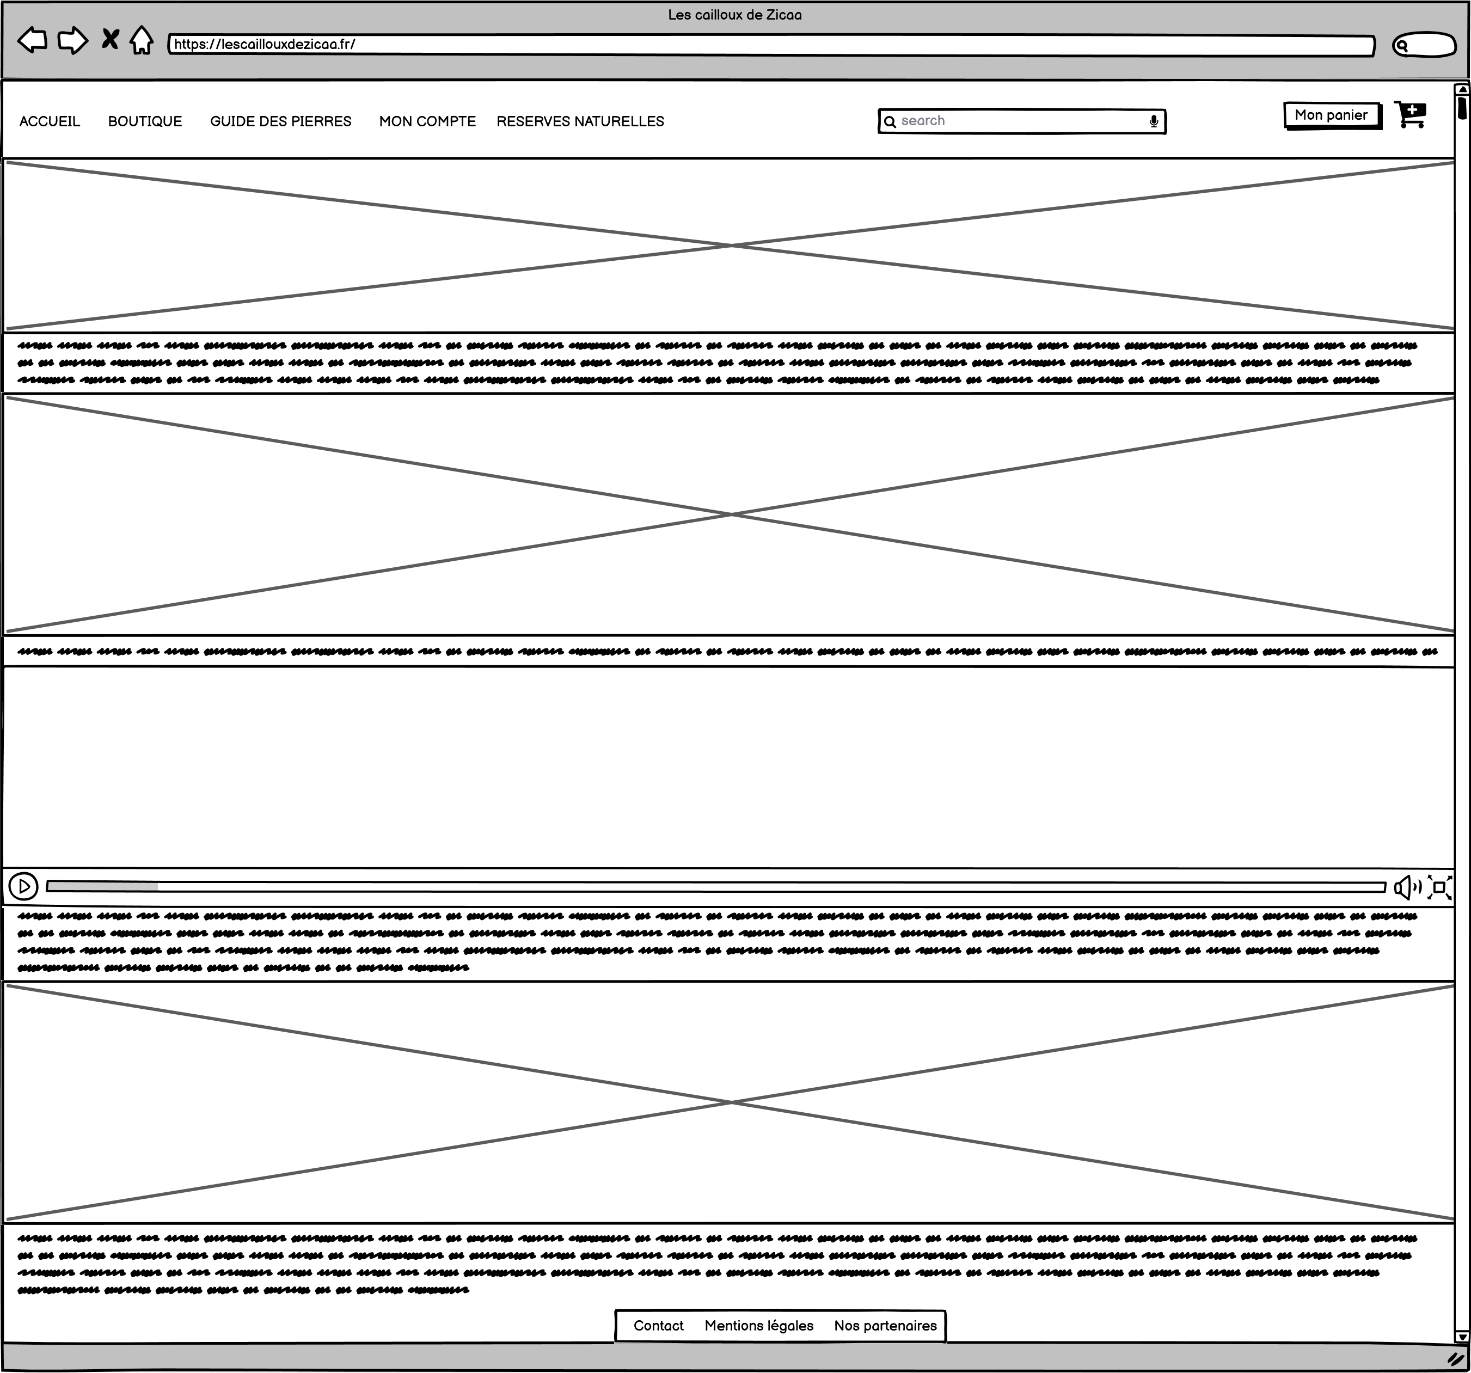 Les cailloux de Zicaa
https://lescaillouxdezicaa.fr/
ACCUEIL BOUTIQUE GUIDE DES PIERRES MON COMPTE RESERVES NATURELLES search Mon panier
Contact Mentions légales Nos partenaires